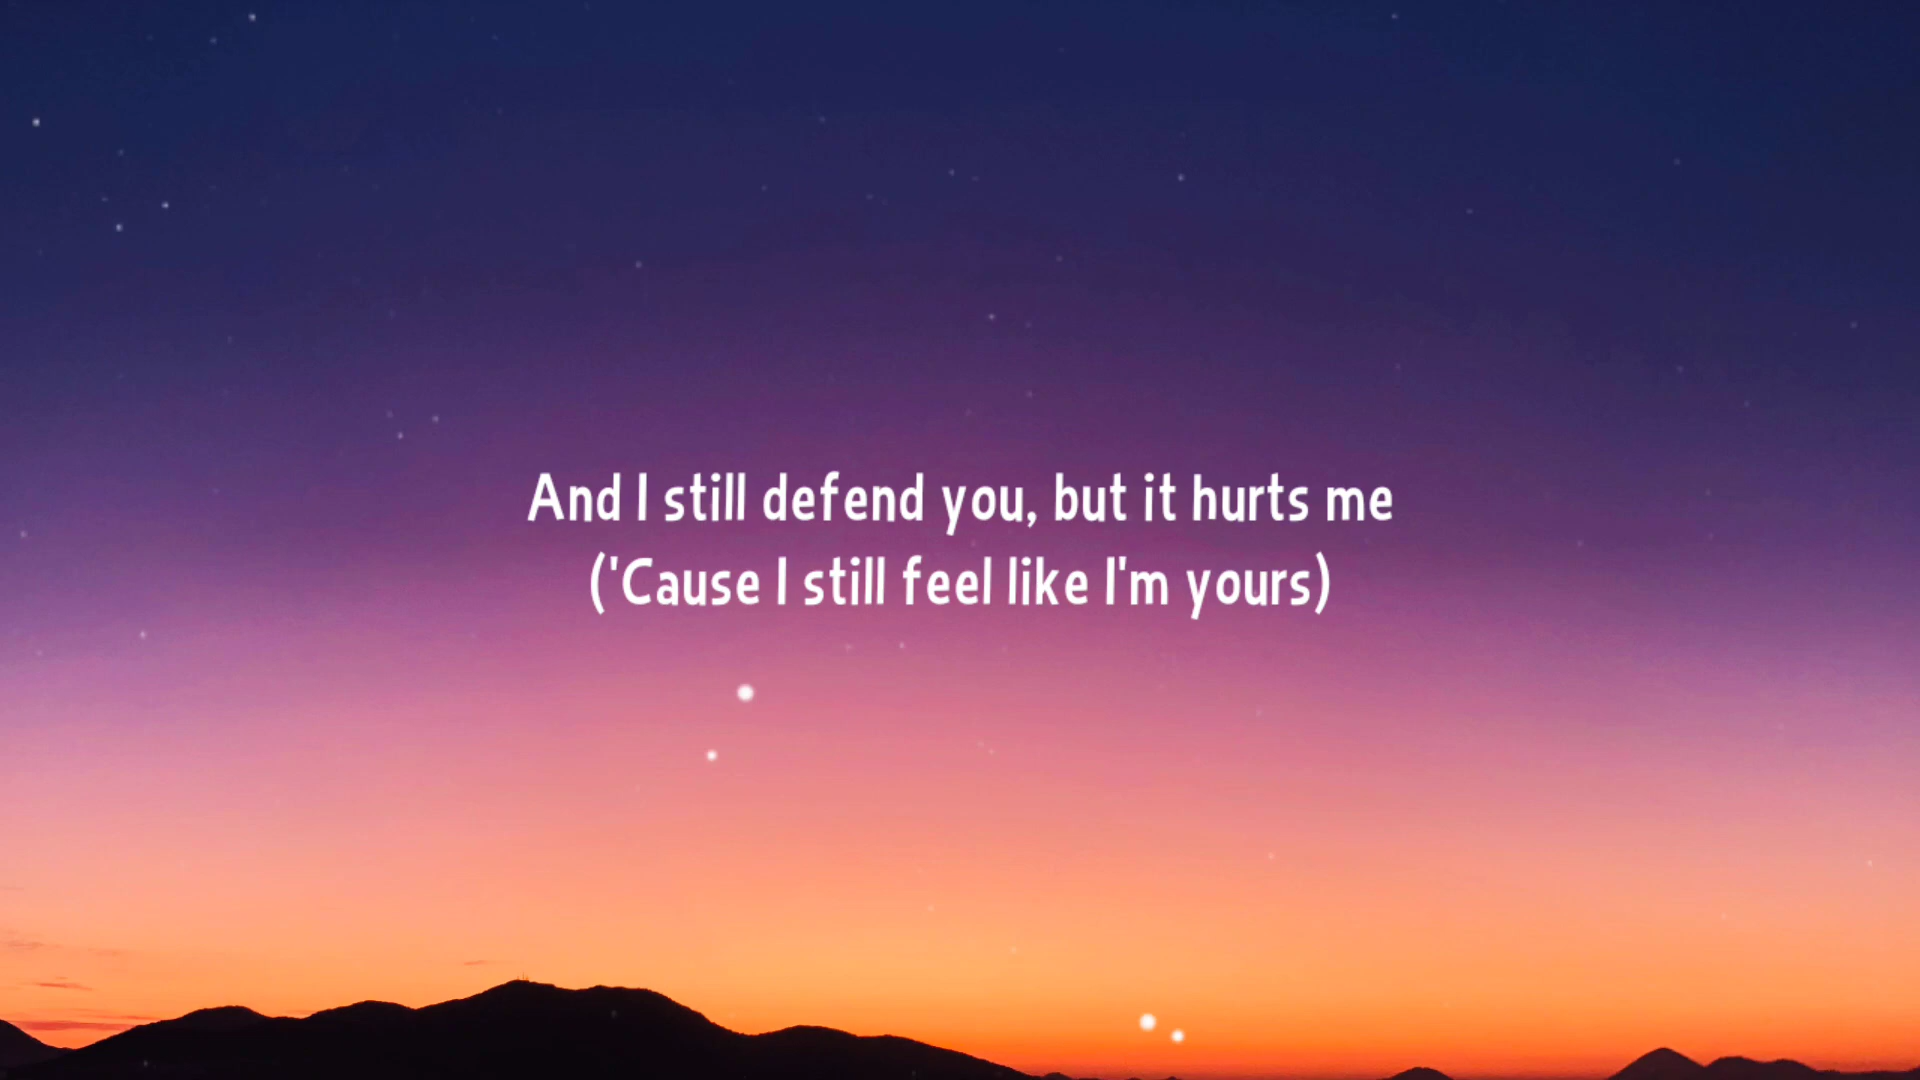 And I still defend you, but it hurts me
('Cause I still feel like I'm yours)